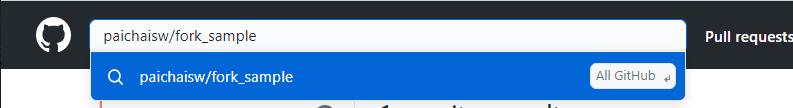 paichaisw/fork_sample
Pull requests
paichaisw/fork_sample
All GitHub